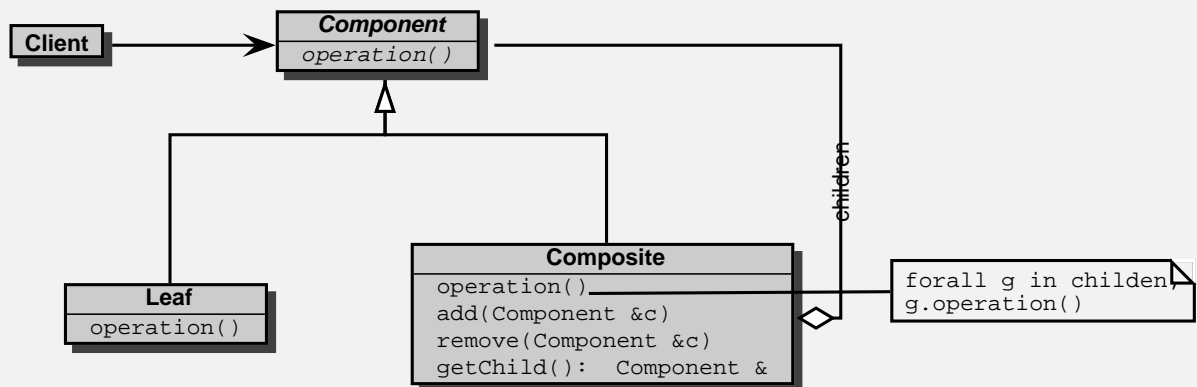 Client
Component
operation()
children
Leaf
operation()
Composite
operation()
add(Component &c)
remove(Component &c)
getChild(): Component &
forall g in childen,
g.operation()